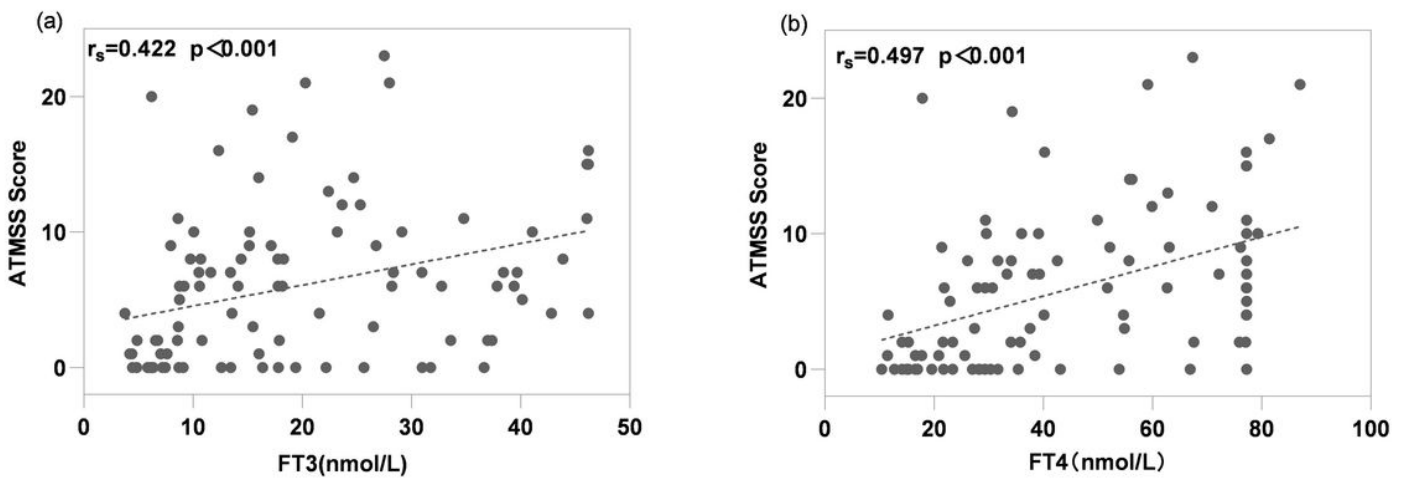 (a)
rs=0.422 p<0.001
ATMSS Score
20
10
0
0 10 20 30 40 50
FT3(nmol/L)
(b)
rs=0.497 p<0.001
ATMSS Score
20
10
0
0 20 40 60 80 100
FT4（nmol/L）